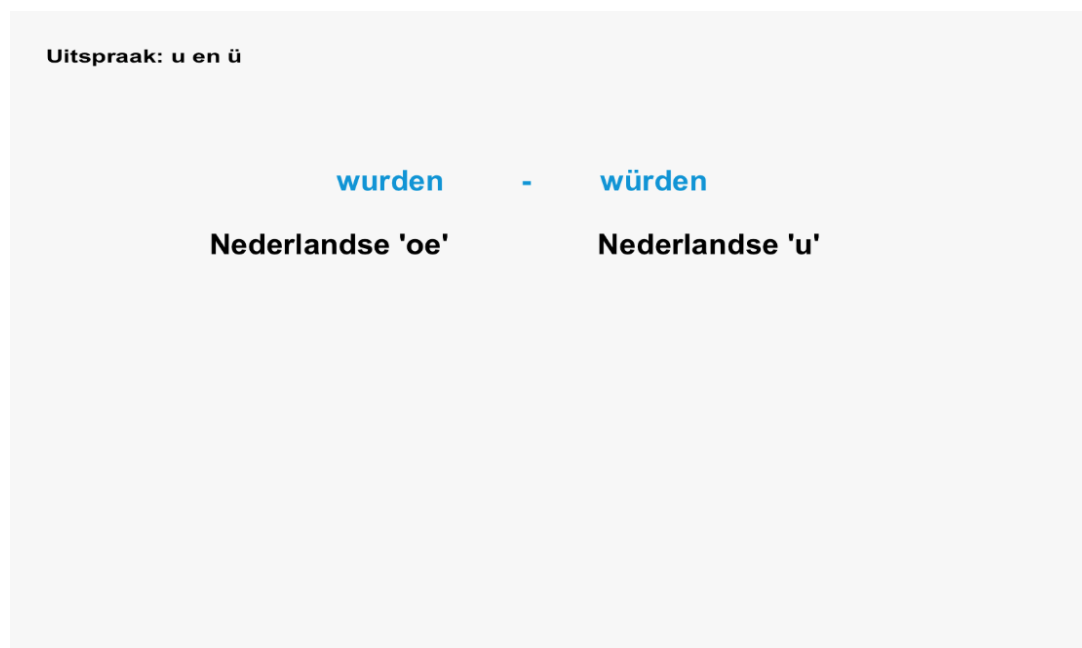 Uitspraak: u en ü
wurden - würden
Nederlandse 'oe' Nederlandse 'u'